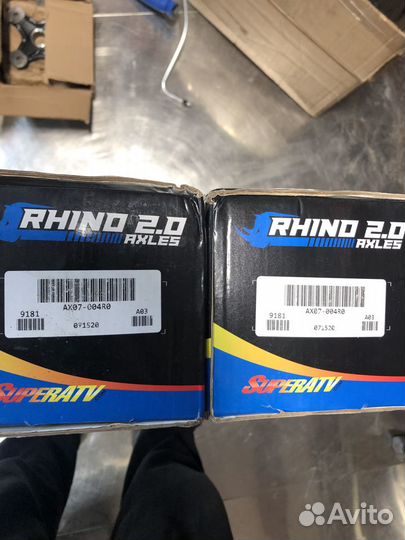 RHINO 2.0
AXLES
AX07-004R0
9181
A03
071520
SUPERATV
RHINO 2.0
AXLES
AX07-004R0
9181
A03
071520
SUPERATV
Avito